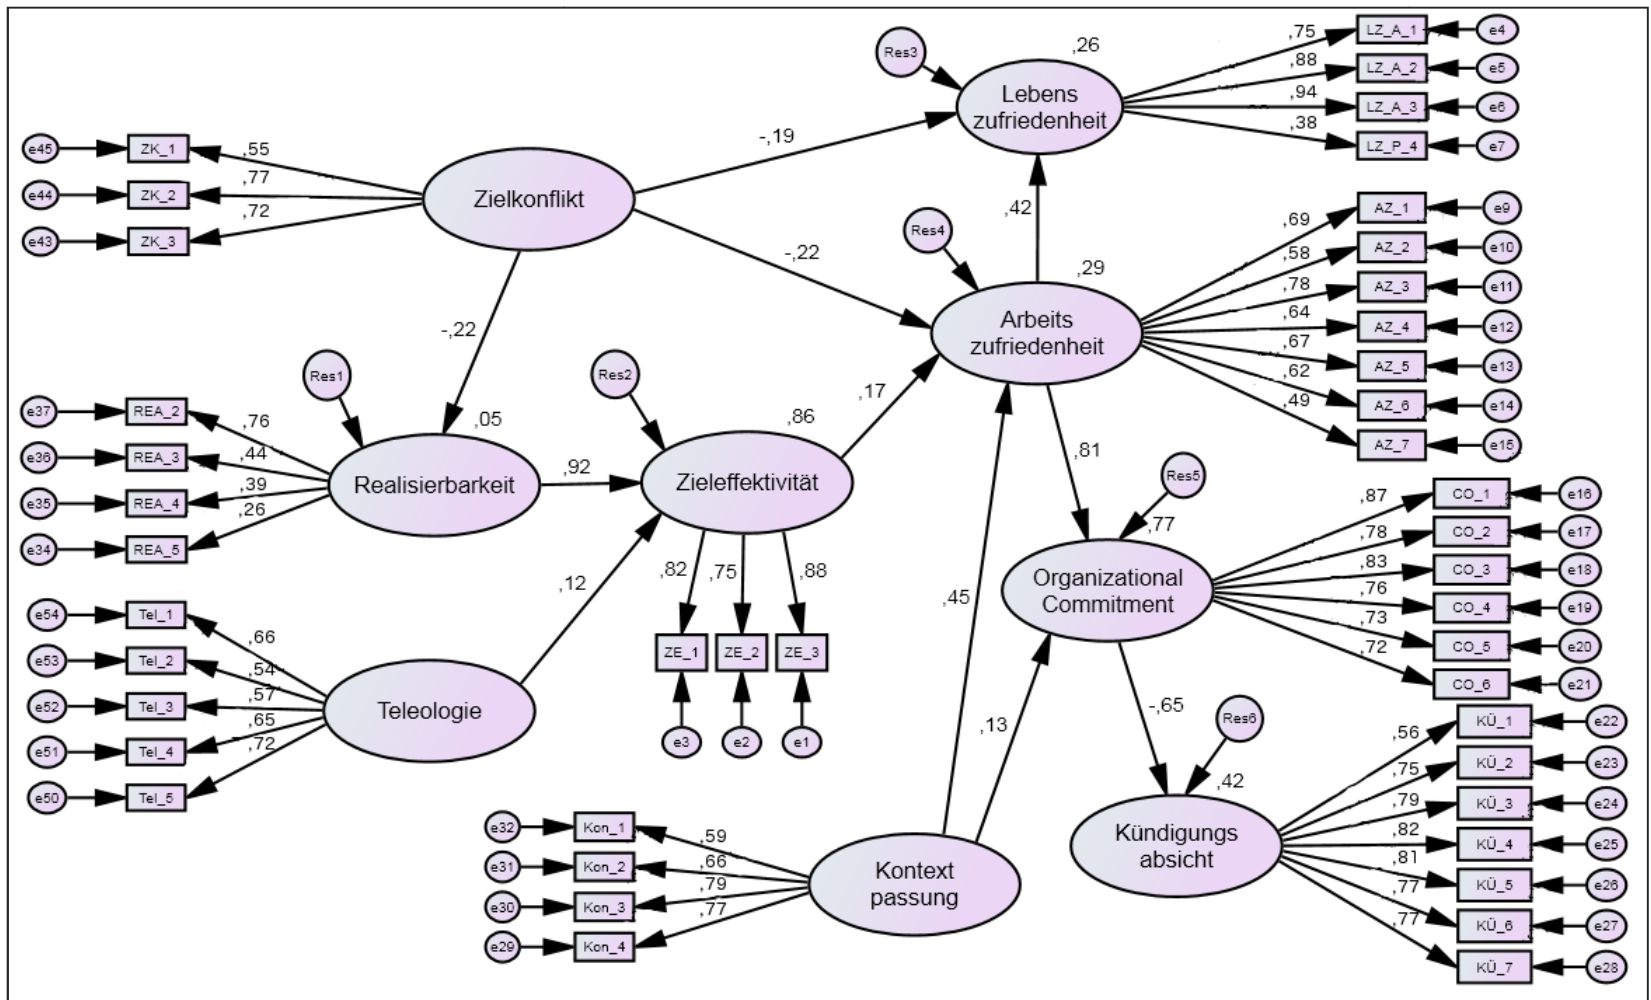 Res3
,26
Lebens
zufriedenheit
,75
LZ_A_1
e4
,88
LZ_A_2
e5
,94
LZ_A_3
e6
,38
LZ_P_4
e7
e45
ZK_1
,55
e44
ZK_2
,77
e43
ZK_3
,72
Zielkonflikt
-,19
-,22
-,22
,42
Res4
,29
Arbeits
zufriedenheit
,69
AZ_1
e9
,58
AZ_2
e10
,78
AZ_3
e11
,64
AZ_4
e12
,67
AZ_5
e13
,62
AZ_6
e14
,49
AZ_7
e15
Res1
,05
Realisierbarkeit
e37
REA_2
,76
e36
REA_3
,44
e35
REA_4
,39
e34
REA_5
,26
,92
Res2
,86
Zieleffektivität
,17
,82
,75
,88
ZE_1
ZE_2
ZE_3
e3
e2
e1
,12
e54
Tel_1
,66
e53
Tel_2
,54
e52
Tel_3
,57
e51
Tel_4
,65
e50
Tel_5
,72
Teleologie
,81
Res5
,77
Organizational
Commitment
,87
CO_1
e16
,78
CO_2
e17
,83
CO_3
e18
,76
CO_4
e19
,73
CO_5
e20
,72
CO_6
e21
,45
,13
-,65
Res6
,42
Kündigungs
absicht
,56
KÜ_1
e22
,75
KÜ_2
e23
,79
KÜ_3
e24
,82
KÜ_4
e25
,81
KÜ_5
e26
,77
KÜ_6
e27
,77
KÜ_7
e28
e32
Kon_1
,59
e31
Kon_2
,66
e30
Kon_3
,79
e29
Kon_4
,77
Kontext
passung